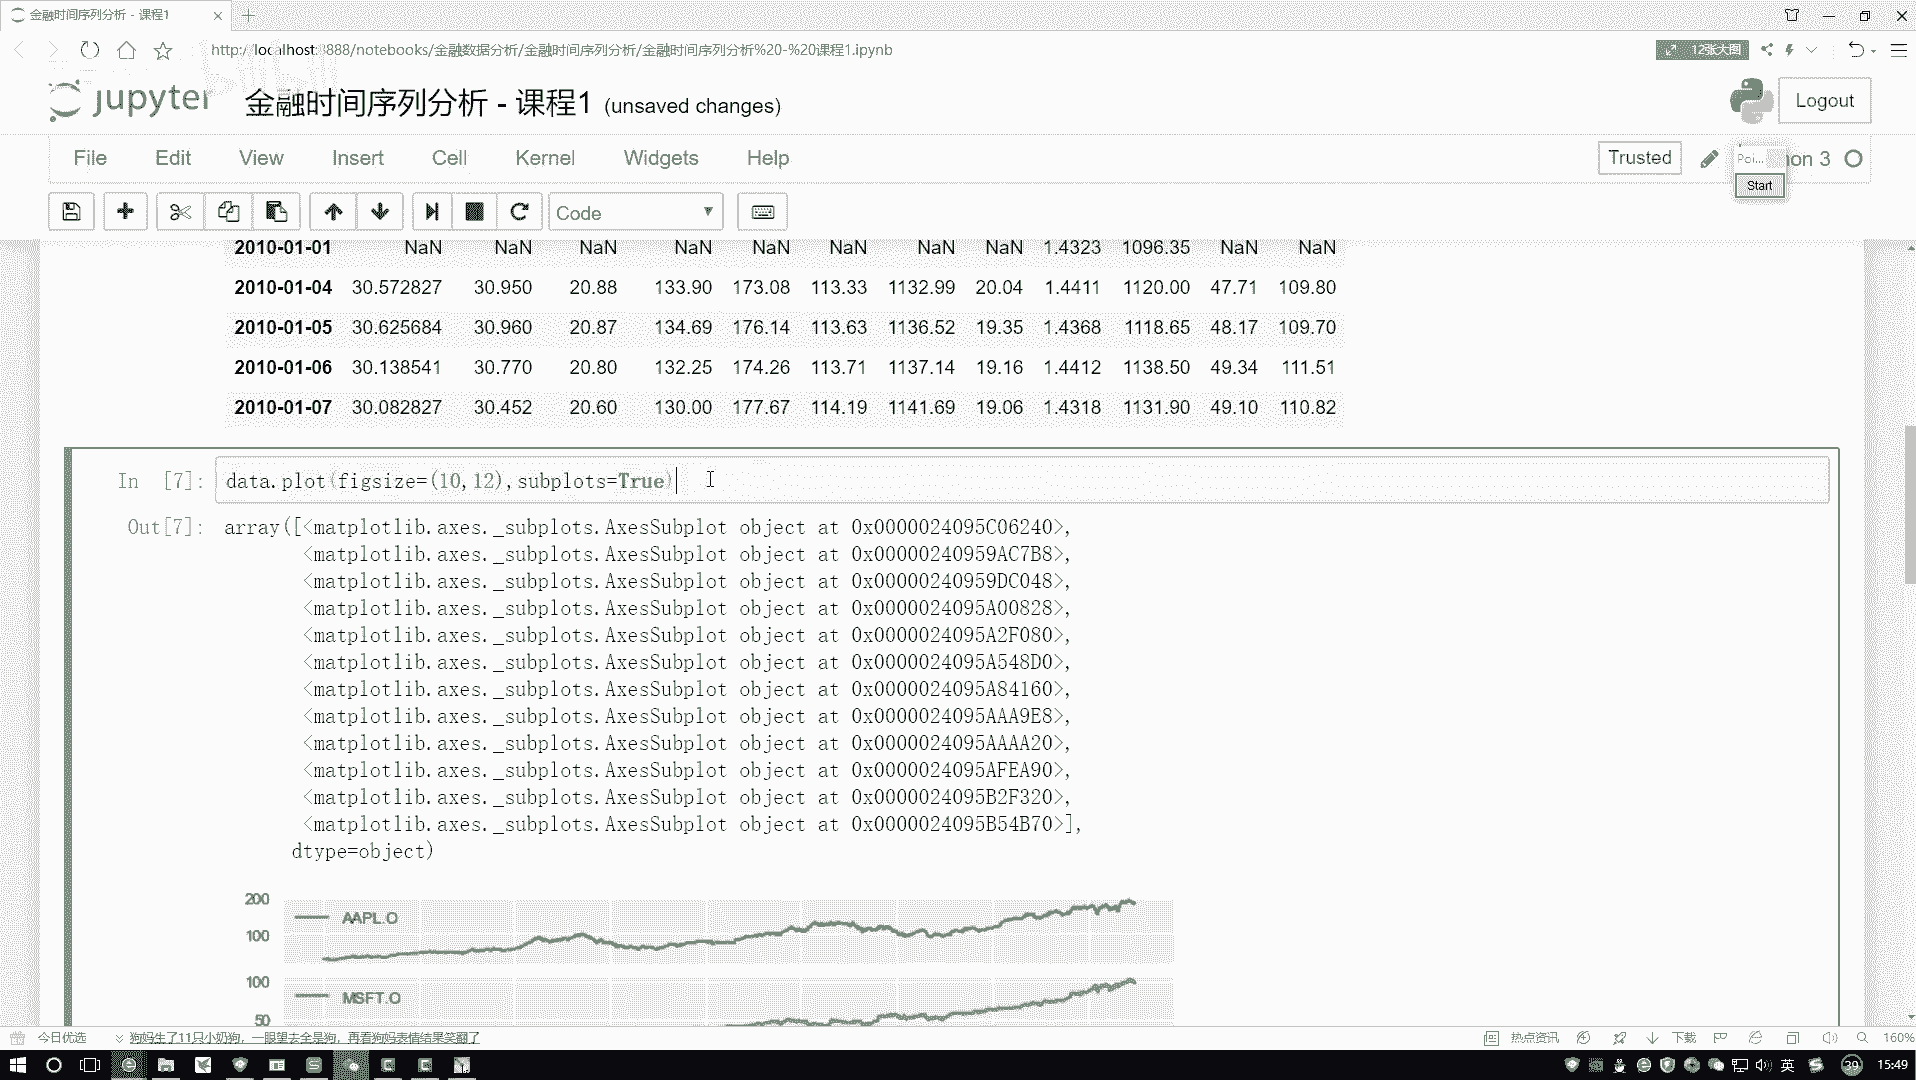 金融时间序列分析 - 课程1
http://localhost:8888/notebooks/金融数据分析/金融时间序列分析/金融时间序列分析%20-%20课程1.ipynb
12张大图
jupyter 金融时间序列分析 - 课程1 (unsaved changes)
Logout
File Edit View Insert Cell Kernel Widgets Help
Trusted
Poi... on 3
Start
Code
2010-01-01 NaN NaN NaN NaN NaN NaN NaN NaN 1.4323 1096.35 NaN NaN
2010-01-04 30.572827 30.950 20.88 133.90 173.08 113.33 1132.99 20.04 1.4411 1120.00 47.71 109.80
2010-01-05 30.625684 30.960 20.87 134.69 176.14 113.63 1136.52 19.35 1.4368 1118.65 48.17 109.70
2010-01-06 30.138541 30.770 20.80 132.25 174.26 113.71 1137.14 19.16 1.4412 1138.50 49.34 111.51
2010-01-07 30.082827 30.452 20.60 130.00 177.67 114.19 1141.69 19.06 1.4318 1131.90 49.10 110.82
In [7]: data.plot(figsize=(10,12),subplots=True)
Out[7]: array([<matplotlib.axes._subplots.AxesSubplot object at 0x0000024095C06240>,
<matplotlib.axes._subplots.AxesSubplot object at 0x00000240959AC7B8>,
<matplotlib.axes._subplots.AxesSubplot object at 0x00000240959DC048>,
<matplotlib.axes._subplots.AxesSubplot object at 0x0000024095A00828>,
<matplotlib.axes._subplots.AxesSubplot object at 0x0000024095A2F080>,
<matplotlib.axes._subplots.AxesSubplot object at 0x0000024095A548D0>,
<matplotlib.axes._subplots.AxesSubplot object at 0x0000024095A84160>,
<matplotlib.axes._subplots.AxesSubplot object at 0x0000024095AAA9E8>,
<matplotlib.axes._subplots.AxesSubplot object at 0x0000024095AAAA20>,
<matplotlib.axes._subplots.AxesSubplot object at 0x0000024095AFEA90>,
<matplotlib.axes._subplots.AxesSubplot object at 0x0000024095B2F320>,
<matplotlib.axes._subplots.AxesSubplot object at 0x0000024095B54B70>],
dtype=object)
200
AAPL.O
100
100
MSFT.O
50
今日优选 狗妈生了11只小奶狗，一眼望去全是狗，再看狗妈表情结果笑翻了
热点资讯 下载 160%
英 39 15:49